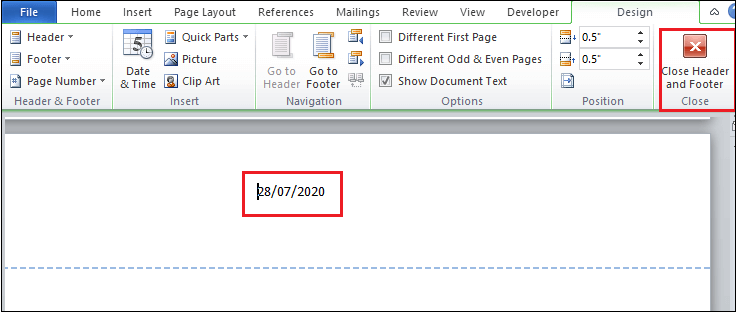 File Home Insert Page Layout References Mailings Review View Developer Design
Header Quick Parts Different First Page 0.5"
Footer Picture Different Odd & Even Pages 0.5"
Page Number Clip Art Show Document Text
5
Date
& Time
Go to
Header
Go to
Footer
Close Header
and Footer
Header & Footer Insert Navigation Options Position Close
28/07/2020